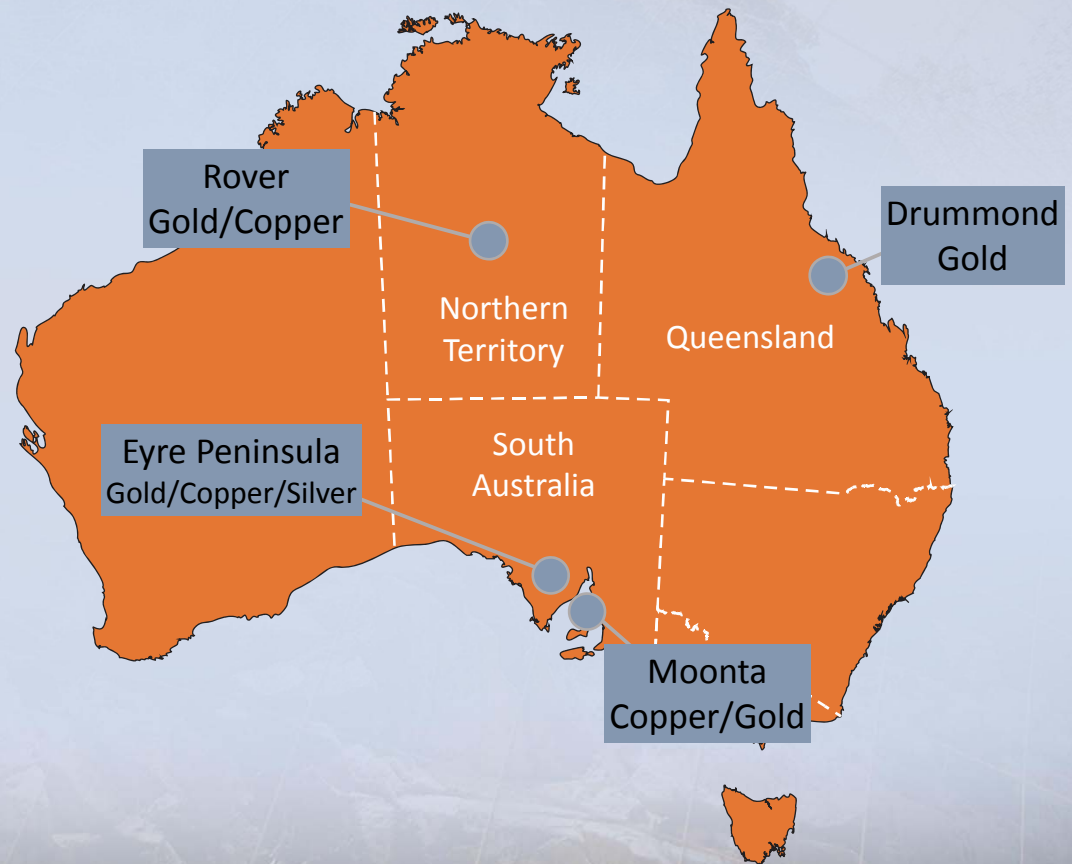 Rover
Gold/Copper
Drummond
Gold
Northern
Territory
Queensland
Eyre Peninsula
Gold/Copper/Silver
South
Australia
Moonta
Copper/Gold